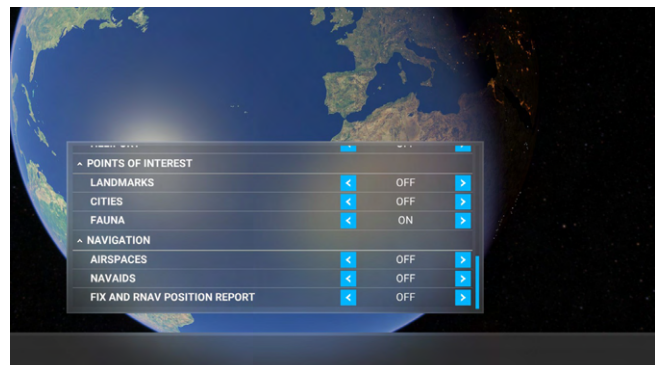 POINTS OF INTEREST
LANDMARKS OFF
CITIES OFF
FAUNA ON
NAVIGATION
AIRSPACES OFF
NAVAIDS OFF
FIX AND RNAV POSITION REPORT OFF